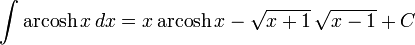 ∫ arcosh x dx = x arcosh x − √(x+1) √(x−1) + C